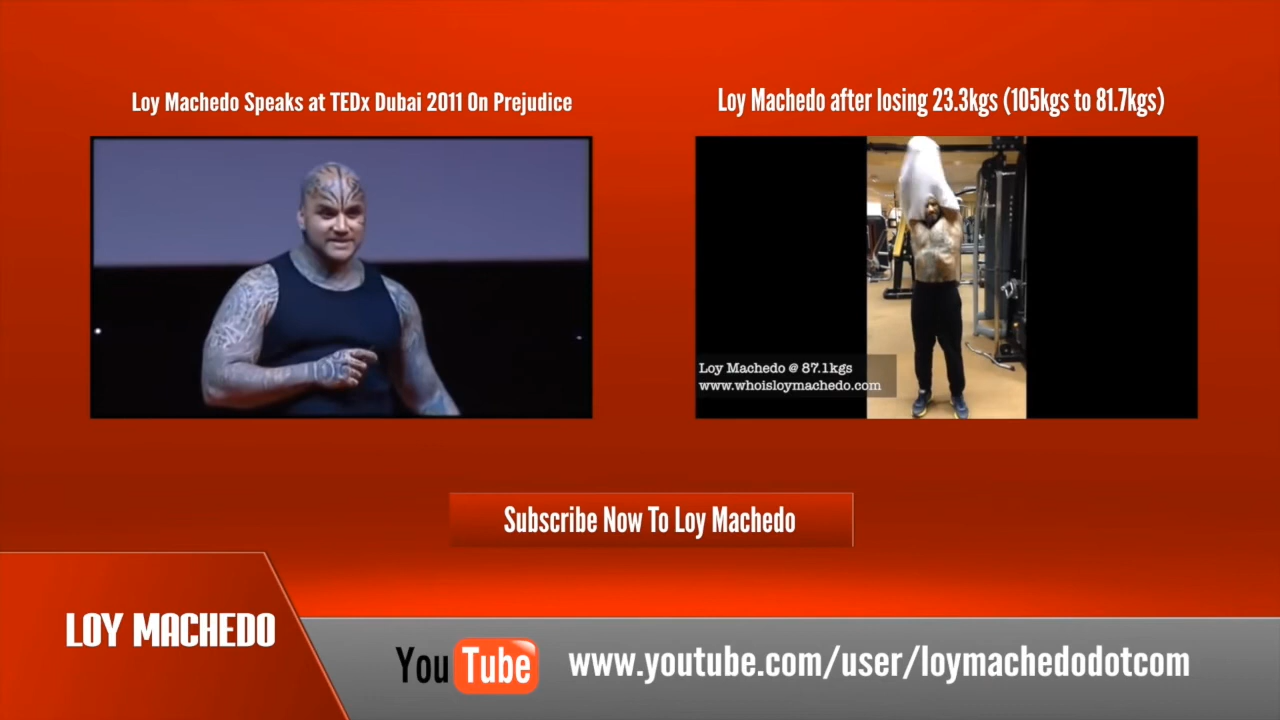 Loy Machedo Speaks at TEDx Dubai 2011 On Prejudice
Loy Machedo after losing 23.3kgs (105kgs to 81.7kgs)
Loy Machedo @ 87.1kgs
www.whoisloymachedo.com
Subscribe Now To Loy Machedo
LOY MACHEDO
YouTube www.youtube.com/user/loymachedodotcom